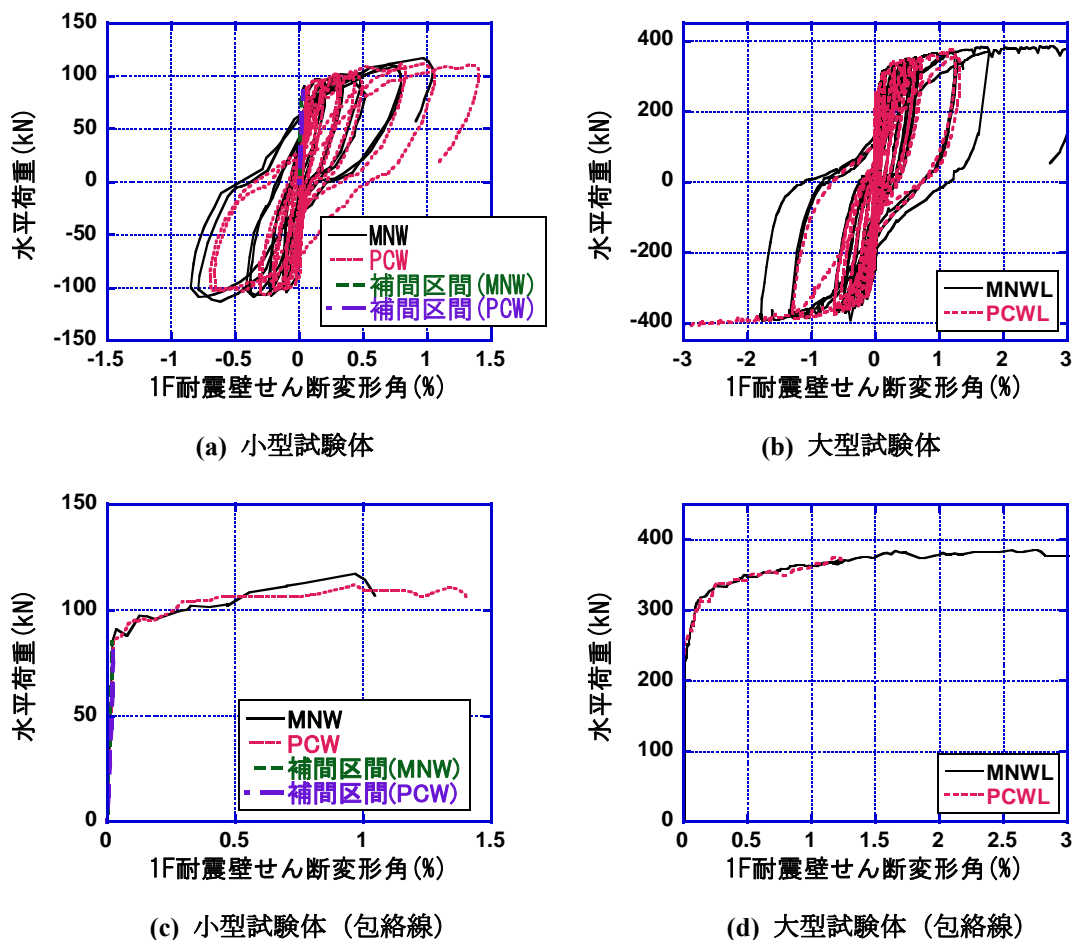 水平荷重(kN)
150
100
50
0
-50
-100
-150
-1.5
-1
-0.5
0
0.5
1
1.5
MNW
PCW
補間区間(MNW)
補間区間(PCW)
1F耐震壁せん断変形角(%)
(a) 小型試験体
水平荷重(kN)
400
200
0
-200
-400
-3
-2
-1
0
1
2
3
MNWL
PCWL
1F耐震壁せん断変形角(%)
(b) 大型試験体
水平荷重(kN)
150
100
50
0
0
0.5
1
1.5
MNW
PCW
補間区間(MNW)
補間区間(PCW)
1F耐震壁せん断変形角(%)
(c) 小型試験体（包絡線）
水平荷重(kN)
400
300
200
100
0
0
0.5
1
1.5
2
2.5
3
MNWL
PCWL
1F耐震壁せん断変形角(%)
(d) 大型試験体（包絡線）